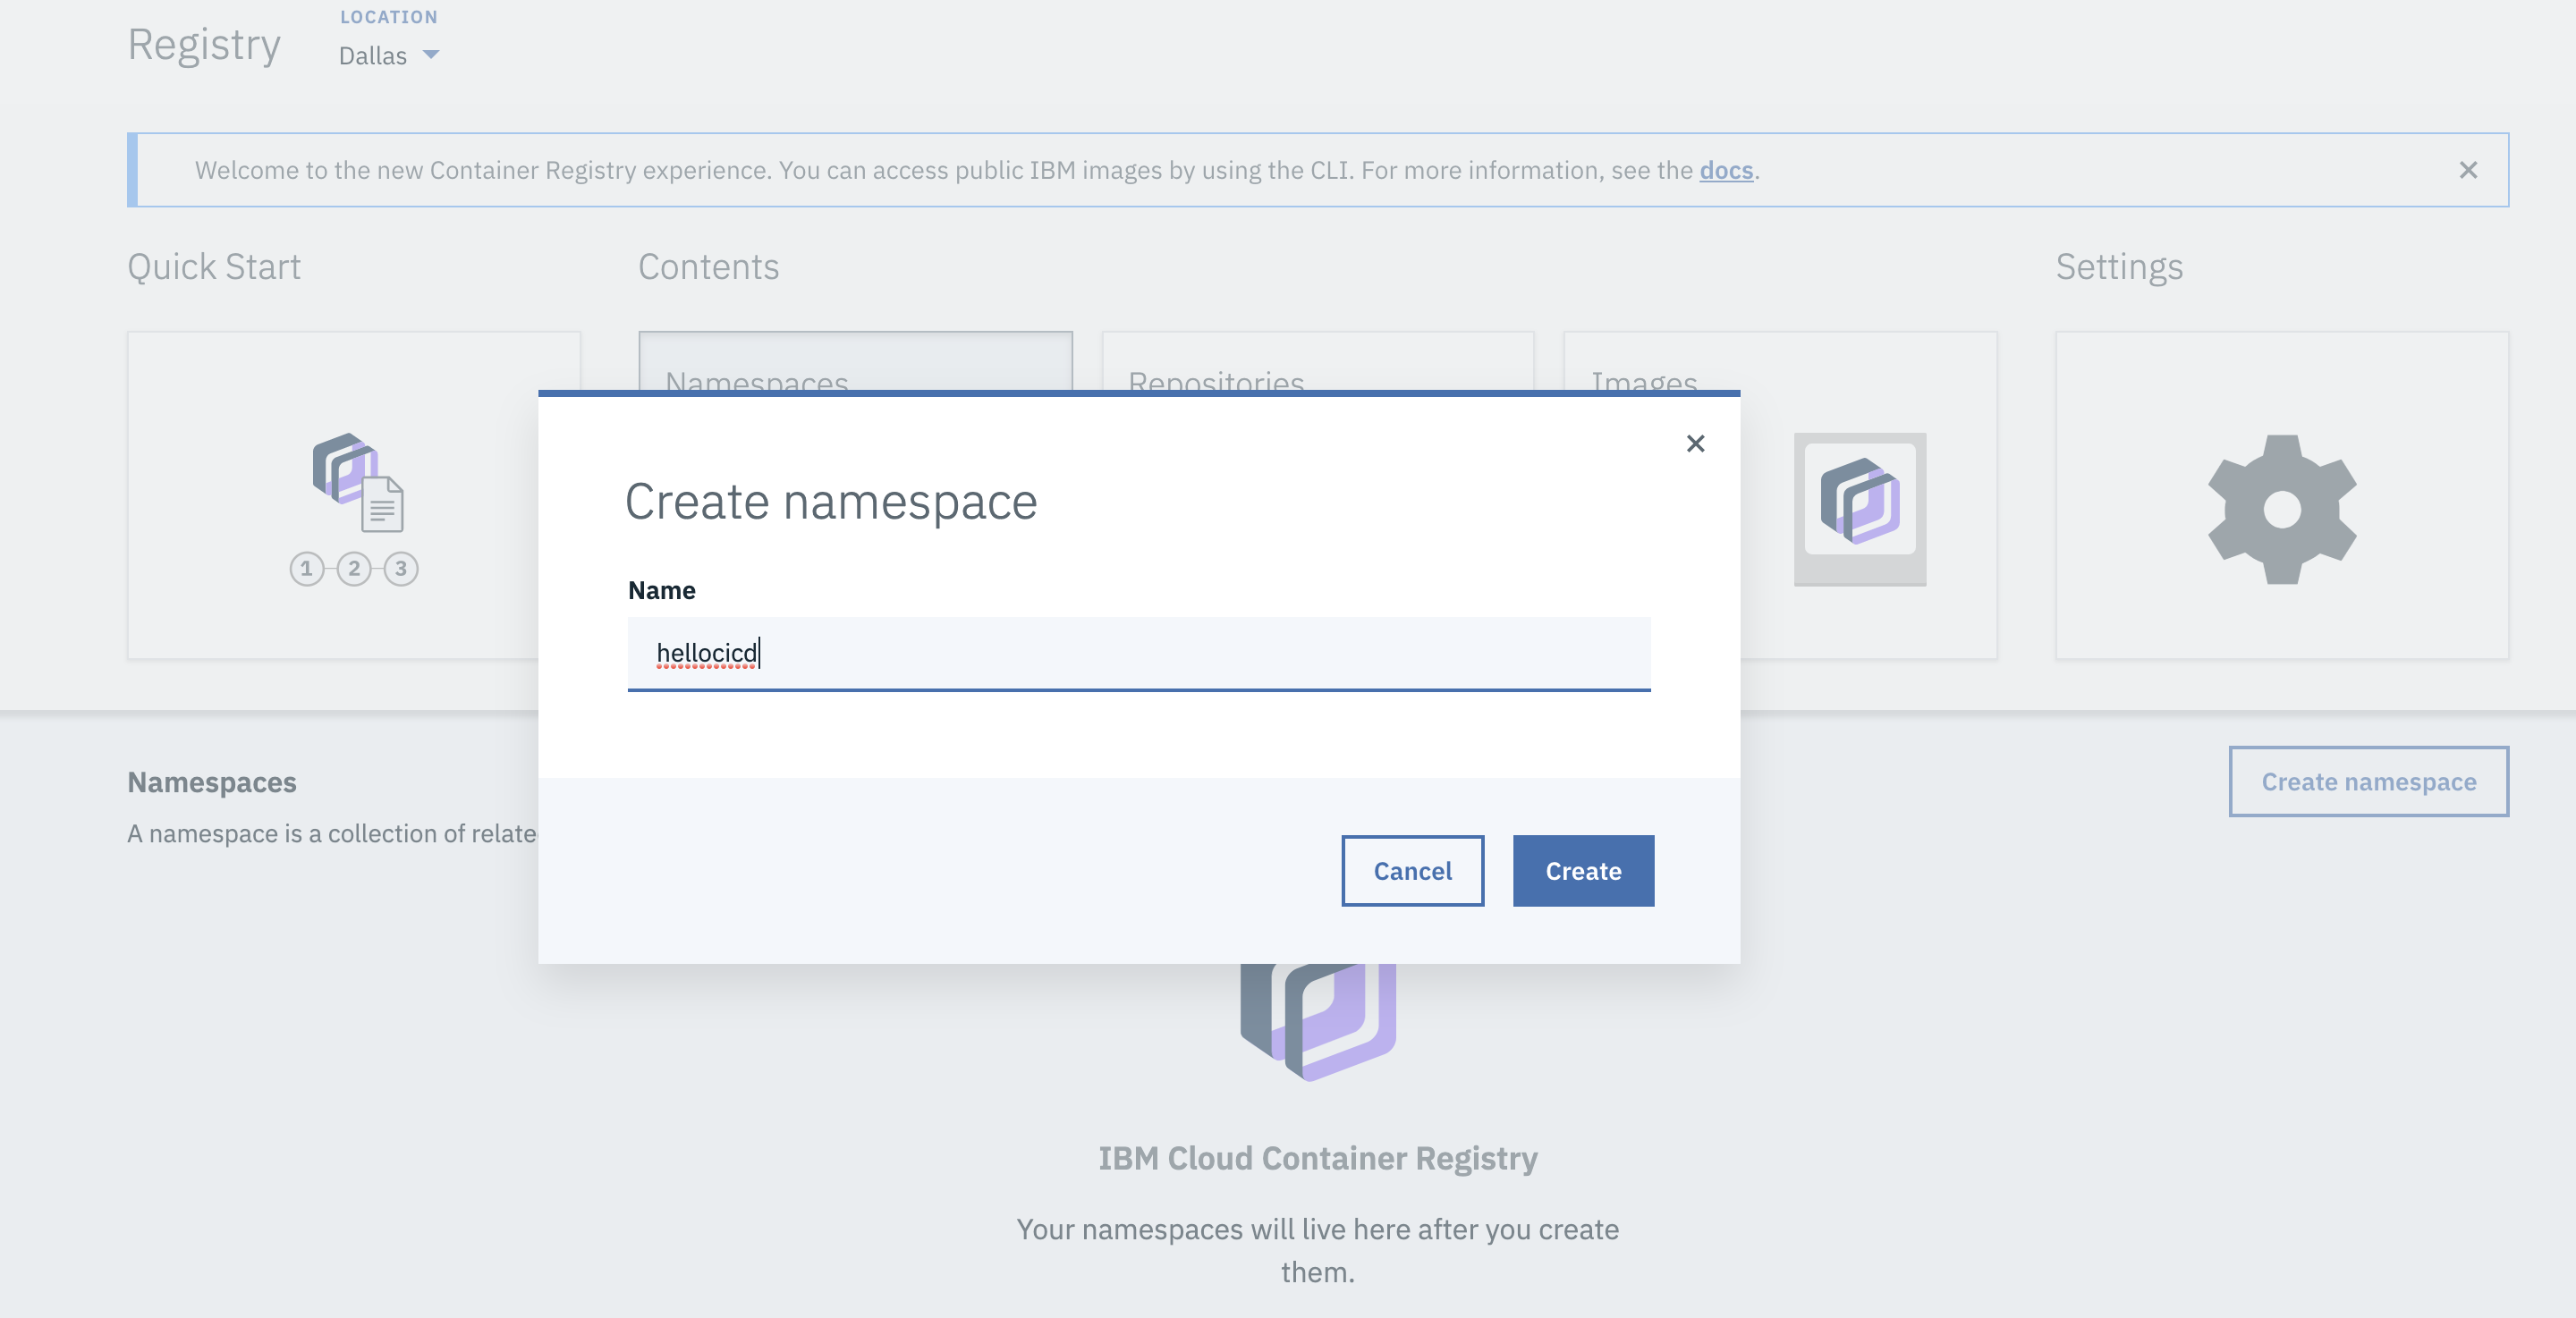 LOCATION
Registry
Dallas
Welcome to the new Container Registry experience. You can access public IBM images by using the CLI. For more information, see the docs.
Quick Start
Contents
Settings
Namespaces
Repositories
Images
1 2 3
Create namespace
Name
hellocicd
Cancel
Create
Namespaces
A namespace is a collection of relate
Create namespace
IBM Cloud Container Registry
Your namespaces will live here after you create
them.